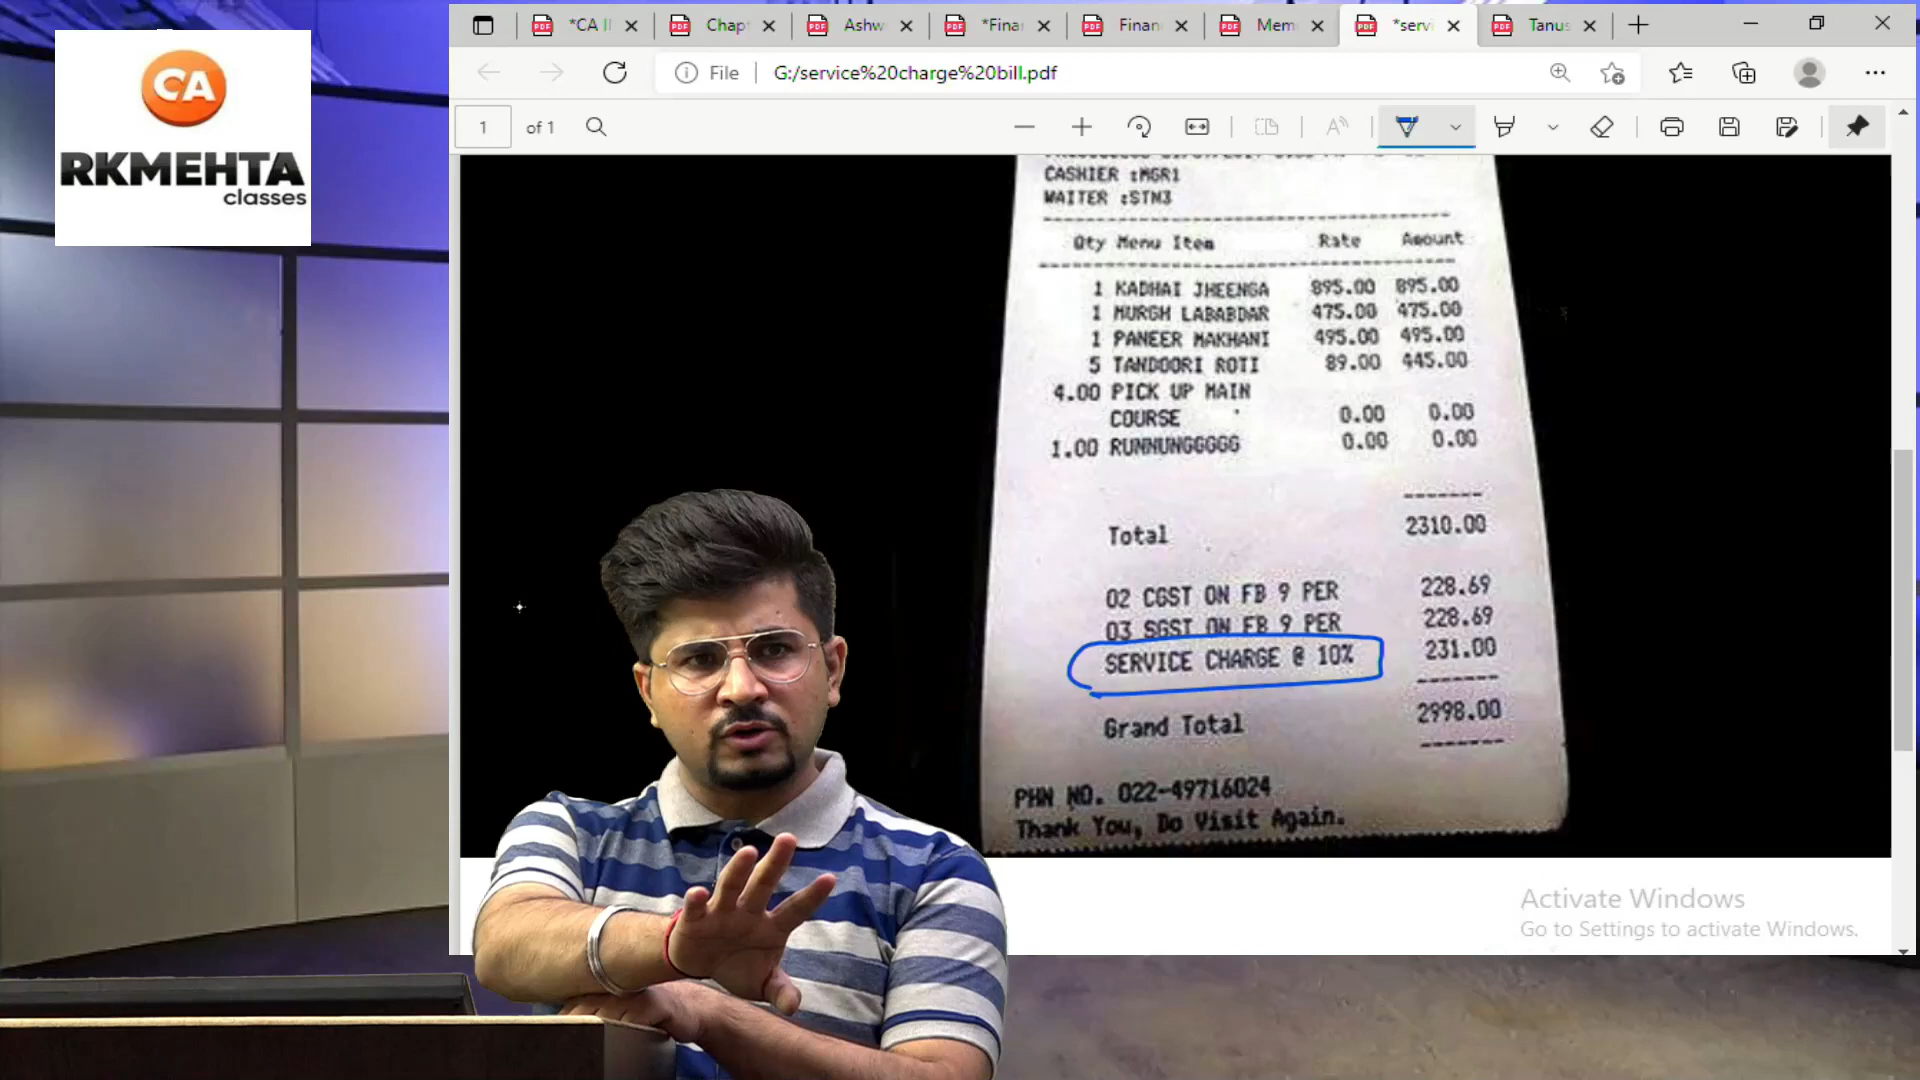 CA
RKMEHTA
classes
*CA II
Chap
Ashw
*Finan
Finan
Mem
*servi
Tanus
File
G:/service%20charge%20bill.pdf
1
of 1
CASHIER :MGR1
WAITER :STN3
Qty Menu Item Rate Amount
1 KADHAI JHEENGA 895.00 895.00
1 MURGH LABABDAR 475.00 475.00
1 PANEER MAKHANI 495.00 495.00
5 TANDOORI ROTI 89.00 445.00
4.00 PICK UP MAIN
COURSE 0.00 0.00
1.00 RUNNUNGGGGG 0.00 0.00
Total 2310.00
02 CGST ON FB 9 PER 228.69
03 SGST ON FB 9 PER 228.69
SERVICE CHARGE @ 10% 231.00
Grand Total 2998.00
PHN NO. 022-49716024
Thank You, Do Visit Again.
Activate Windows
Go to Settings to activate Windows.